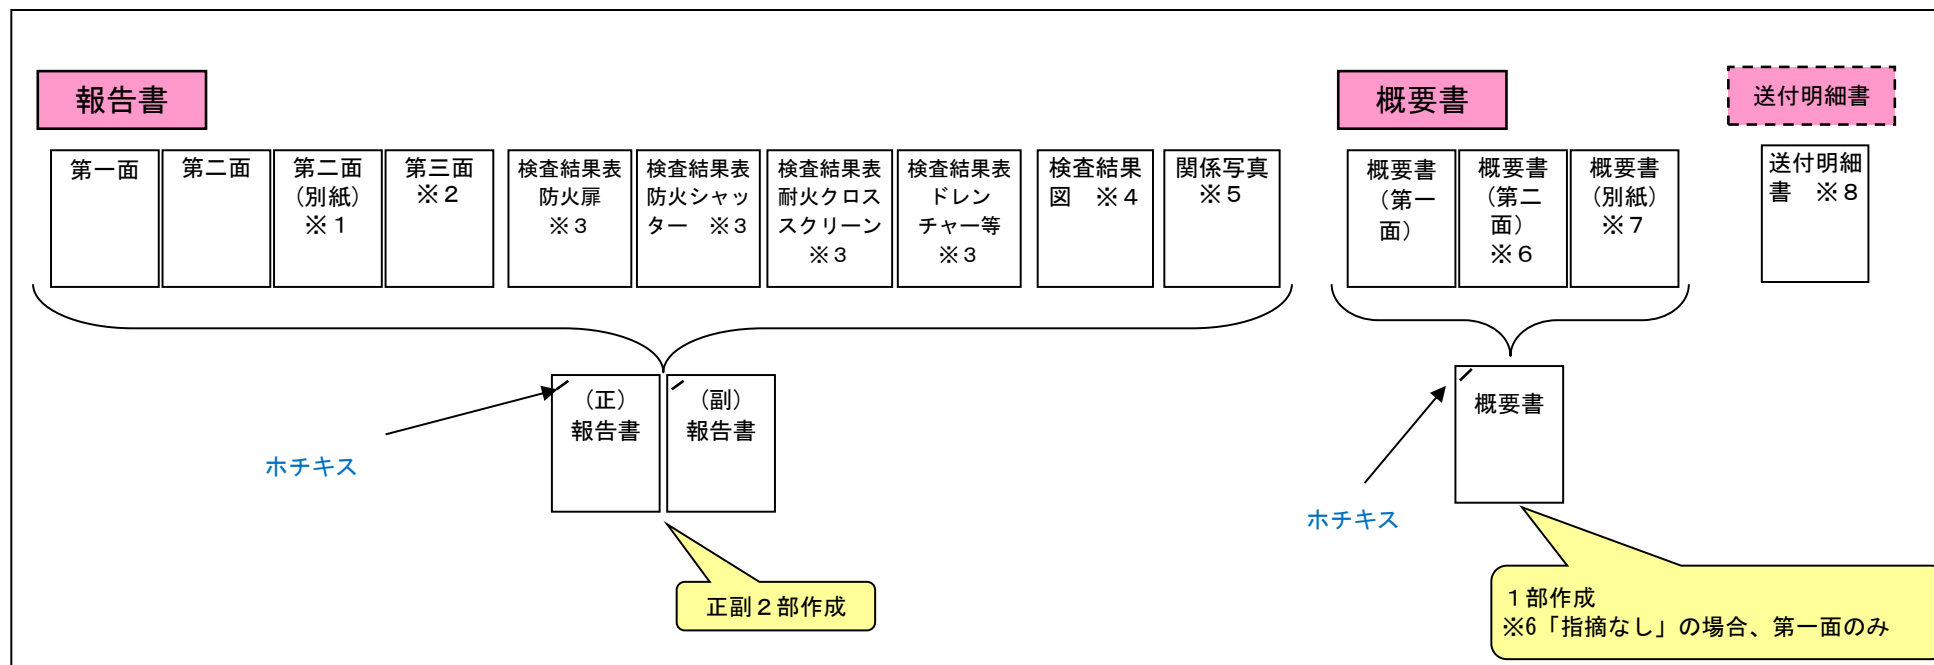 報告書
概要書
送付明細書
第一面
第二面
第二面
(別紙)
※１
第三面
※２
検査結果表
防火扉
※３
検査結果表
防火シャッ
ター　※３
検査結果表
耐火クロス
スクリーン
※３
検査結果表
ドレン
チャー等
※３
検査結果
図　※４
関係写真
※５
概要書
（第一
面）
概要書
(第二
面)
※６
概要書
(別紙)
※７
送付明細
書　※８
（正）
報告書
（副）
報告書
概要書
ホチキス
ホチキス
正副２部作成
１部作成
※6「指摘なし」の場合、第一面のみ